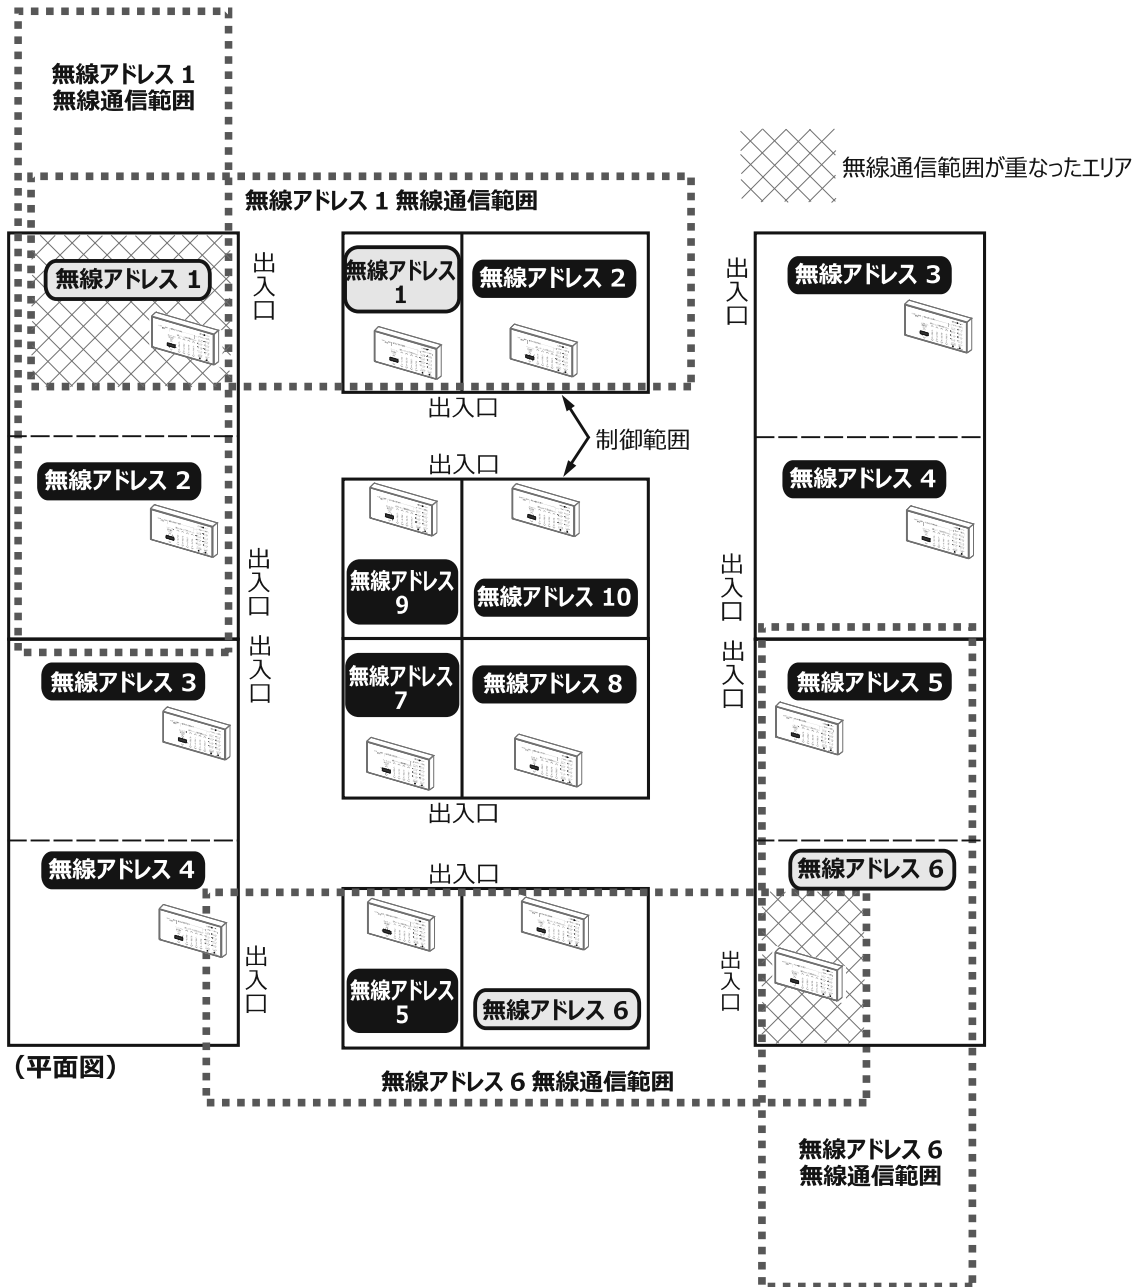 無線アドレス 1
無線通信範囲
無線通信範囲が重なったエリア
無線アドレス 1 無線通信範囲
無線アドレス 1
出入口
無線アドレス
1
無線アドレス 2
出入口
無線アドレス 3
出入口
制御範囲
出入口
無線アドレス 2
無線アドレス 4
出入口
無線アドレス
9
無線アドレス 10
出入口
出入口
無線アドレス 3
無線アドレス
7
無線アドレス 8
出入口
無線アドレス 5
出入口
無線アドレス 4
出入口
無線アドレス 6
出入口
無線アドレス
5
無線アドレス 6
出入口
（平面図）
無線アドレス 6 無線通信範囲
無線アドレス 6
無線通信範囲